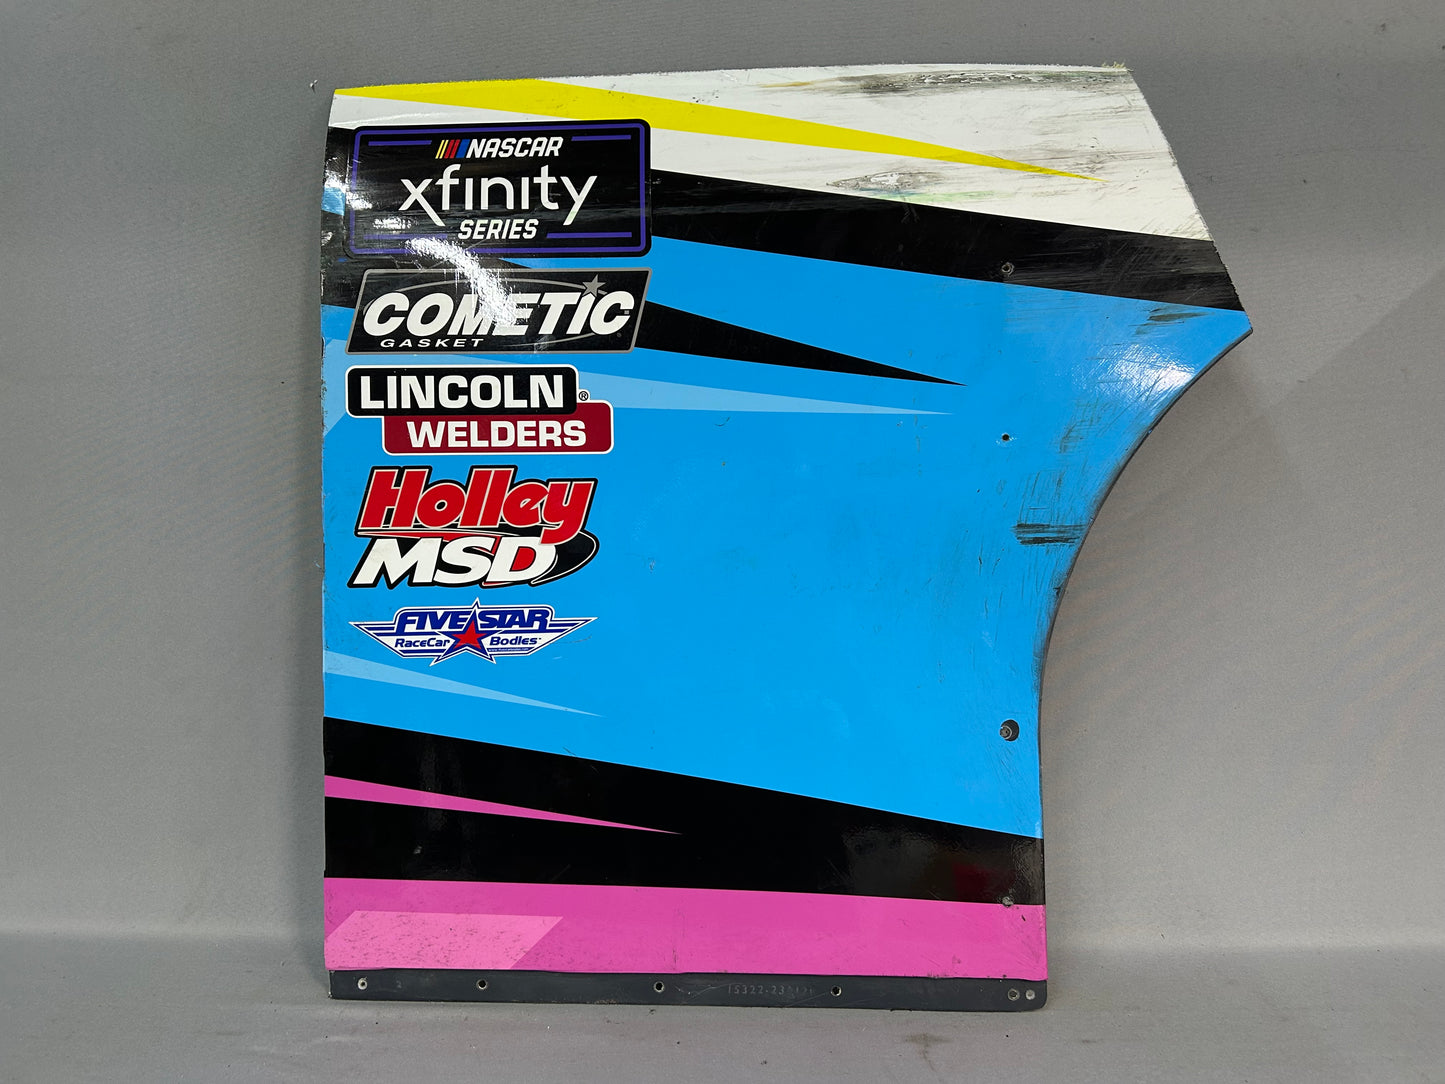 NASCAR
xfinity
SERIES
COMETIC
GASKET
LINCOLN®
WELDERS
Holley
MSD
FIVE STAR
RaceCar Bodies